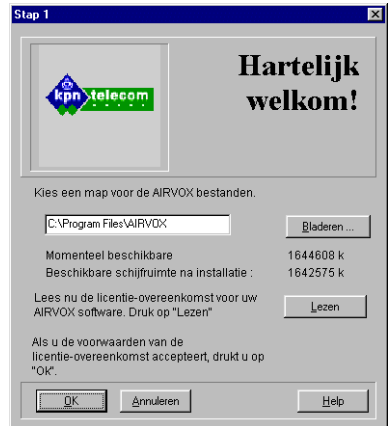 Stap 1
kpn telecom
Hartelijk
welkom!
Kies een map voor de AIRVOX bestanden.
C:\Program Files\AIRVOX
Bladeren ...
Momenteel beschikbare 1644608 k
Beschikbare schijfruimte na installatie : 1642575 k
Lees nu de licentie-overeenkomst voor uw
AIRVOX software. Druk op "Lezen"
Lezen
Als u de voorwaarden van de
licentie-overeenkomst accepteert, drukt u op
"Ok".
OK Annuleren Help